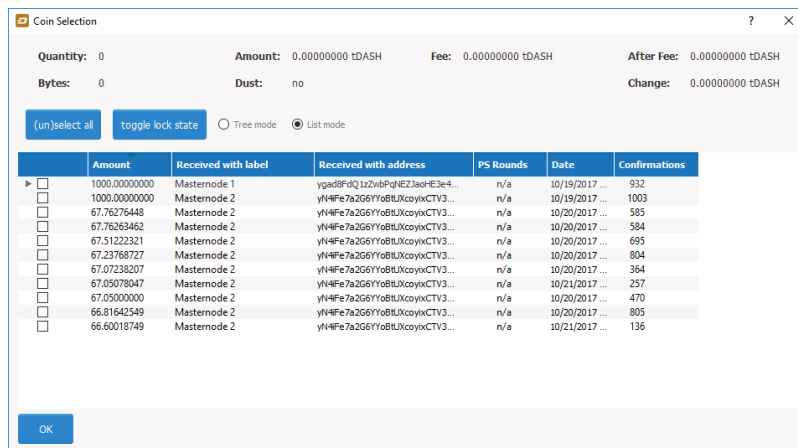 Coin Selection ? ×
Quantity: 0 Amount: 0.00000000 tDASH Fee: 0.00000000 tDASH After Fee: 0.00000000 tDASH
Bytes: 0 Dust: no Change: 0.00000000 tDASH
(un)select all toggle lock state Tree mode List mode
Amount Received with label Received with address PS Rounds Date Confirmations
1000.00000000 Masternode 1 ygad8FdQ1zZwbPqNEZJaoHE3e4... n/a 10/19/2017 ... 932
1000.00000000 Masternode 2 yN4iFe7a2G6YYoBtUXcoyixCTV3... n/a 10/19/2017 ... 1003
67.76276448 Masternode 2 yN4iFe7a2G6YYoBtUXcoyixCTV3... n/a 10/20/2017 ... 585
67.76263462 Masternode 2 yN4iFe7a2G6YYoBtUXcoyixCTV3... n/a 10/20/2017 ... 584
67.51222321 Masternode 2 yN4iFe7a2G6YYoBtUXcoyixCTV3... n/a 10/20/2017 ... 695
67.23768727 Masternode 2 yN4iFe7a2G6YYoBtUXcoyixCTV3... n/a 10/20/2017 ... 804
67.07238207 Masternode 2 yN4iFe7a2G6YYoBtUXcoyixCTV3... n/a 10/20/2017 ... 364
67.05078047 Masternode 2 yN4iFe7a2G6YYoBtUXcoyixCTV3... n/a 10/21/2017 ... 257
67.05000000 Masternode 2 yN4iFe7a2G6YYoBtUXcoyixCTV3... n/a 10/20/2017 ... 470
66.81642549 Masternode 2 yN4iFe7a2G6YYoBtUXcoyixCTV3... n/a 10/20/2017 ... 805
66.60018749 Masternode 2 yN4iFe7a2G6YYoBtUXcoyixCTV3... n/a 10/21/2017 ... 136
OK